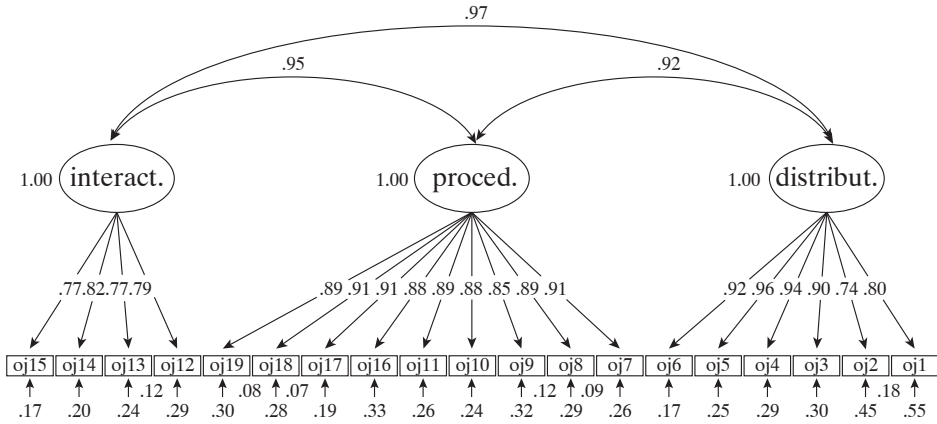 .97
.95 .92
1.00 interact. 1.00 proced. 1.00 distribut.
.77 .82 .77 .79 .89 .91 .91 .88 .89 .88 .85 .89 .91 .92 .96 .94 .90 .74 .80
oj15 oj14 oj13 oj12 oj19 oj18 oj17 oj16 oj11 oj10 oj9 oj8 oj7 oj6 oj5 oj4 oj3 oj2 oj1
.12 .08 .07 .12 .09 .18
.17 .20 .24 .29 .30 .28 .19 .33 .26 .24 .32 .29 .26 .17 .25 .29 .30 .45 .55